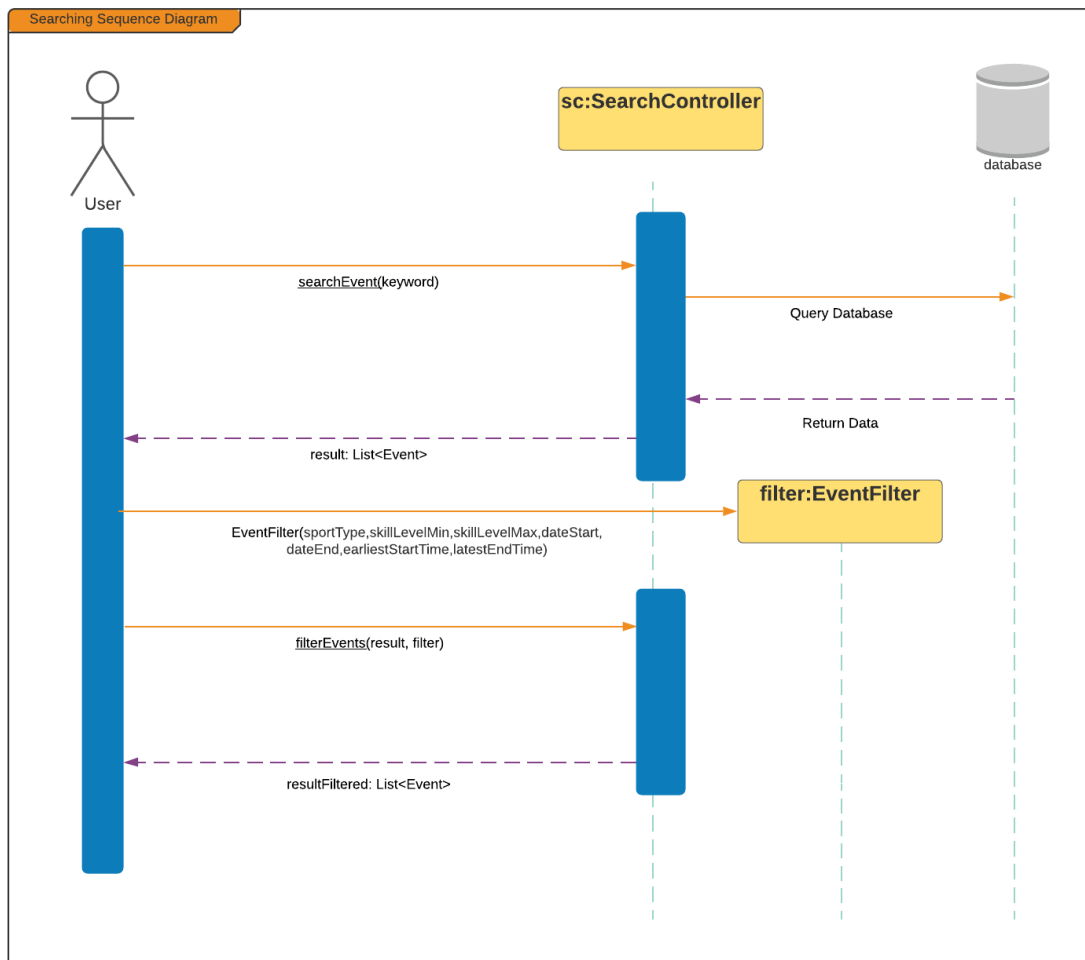 Searching Sequence Diagram
sc:SearchController
database
User
searchEvent(keyword)
Query Database
Return Data
result: List<Event>
filter:EventFilter
EventFilter(sportType,skillLevelMin,skillLevelMax,dateStart,
dateEnd,earliestStartTime,latestEndTime)
filterEvents(result, filter)
resultFiltered: List<Event>